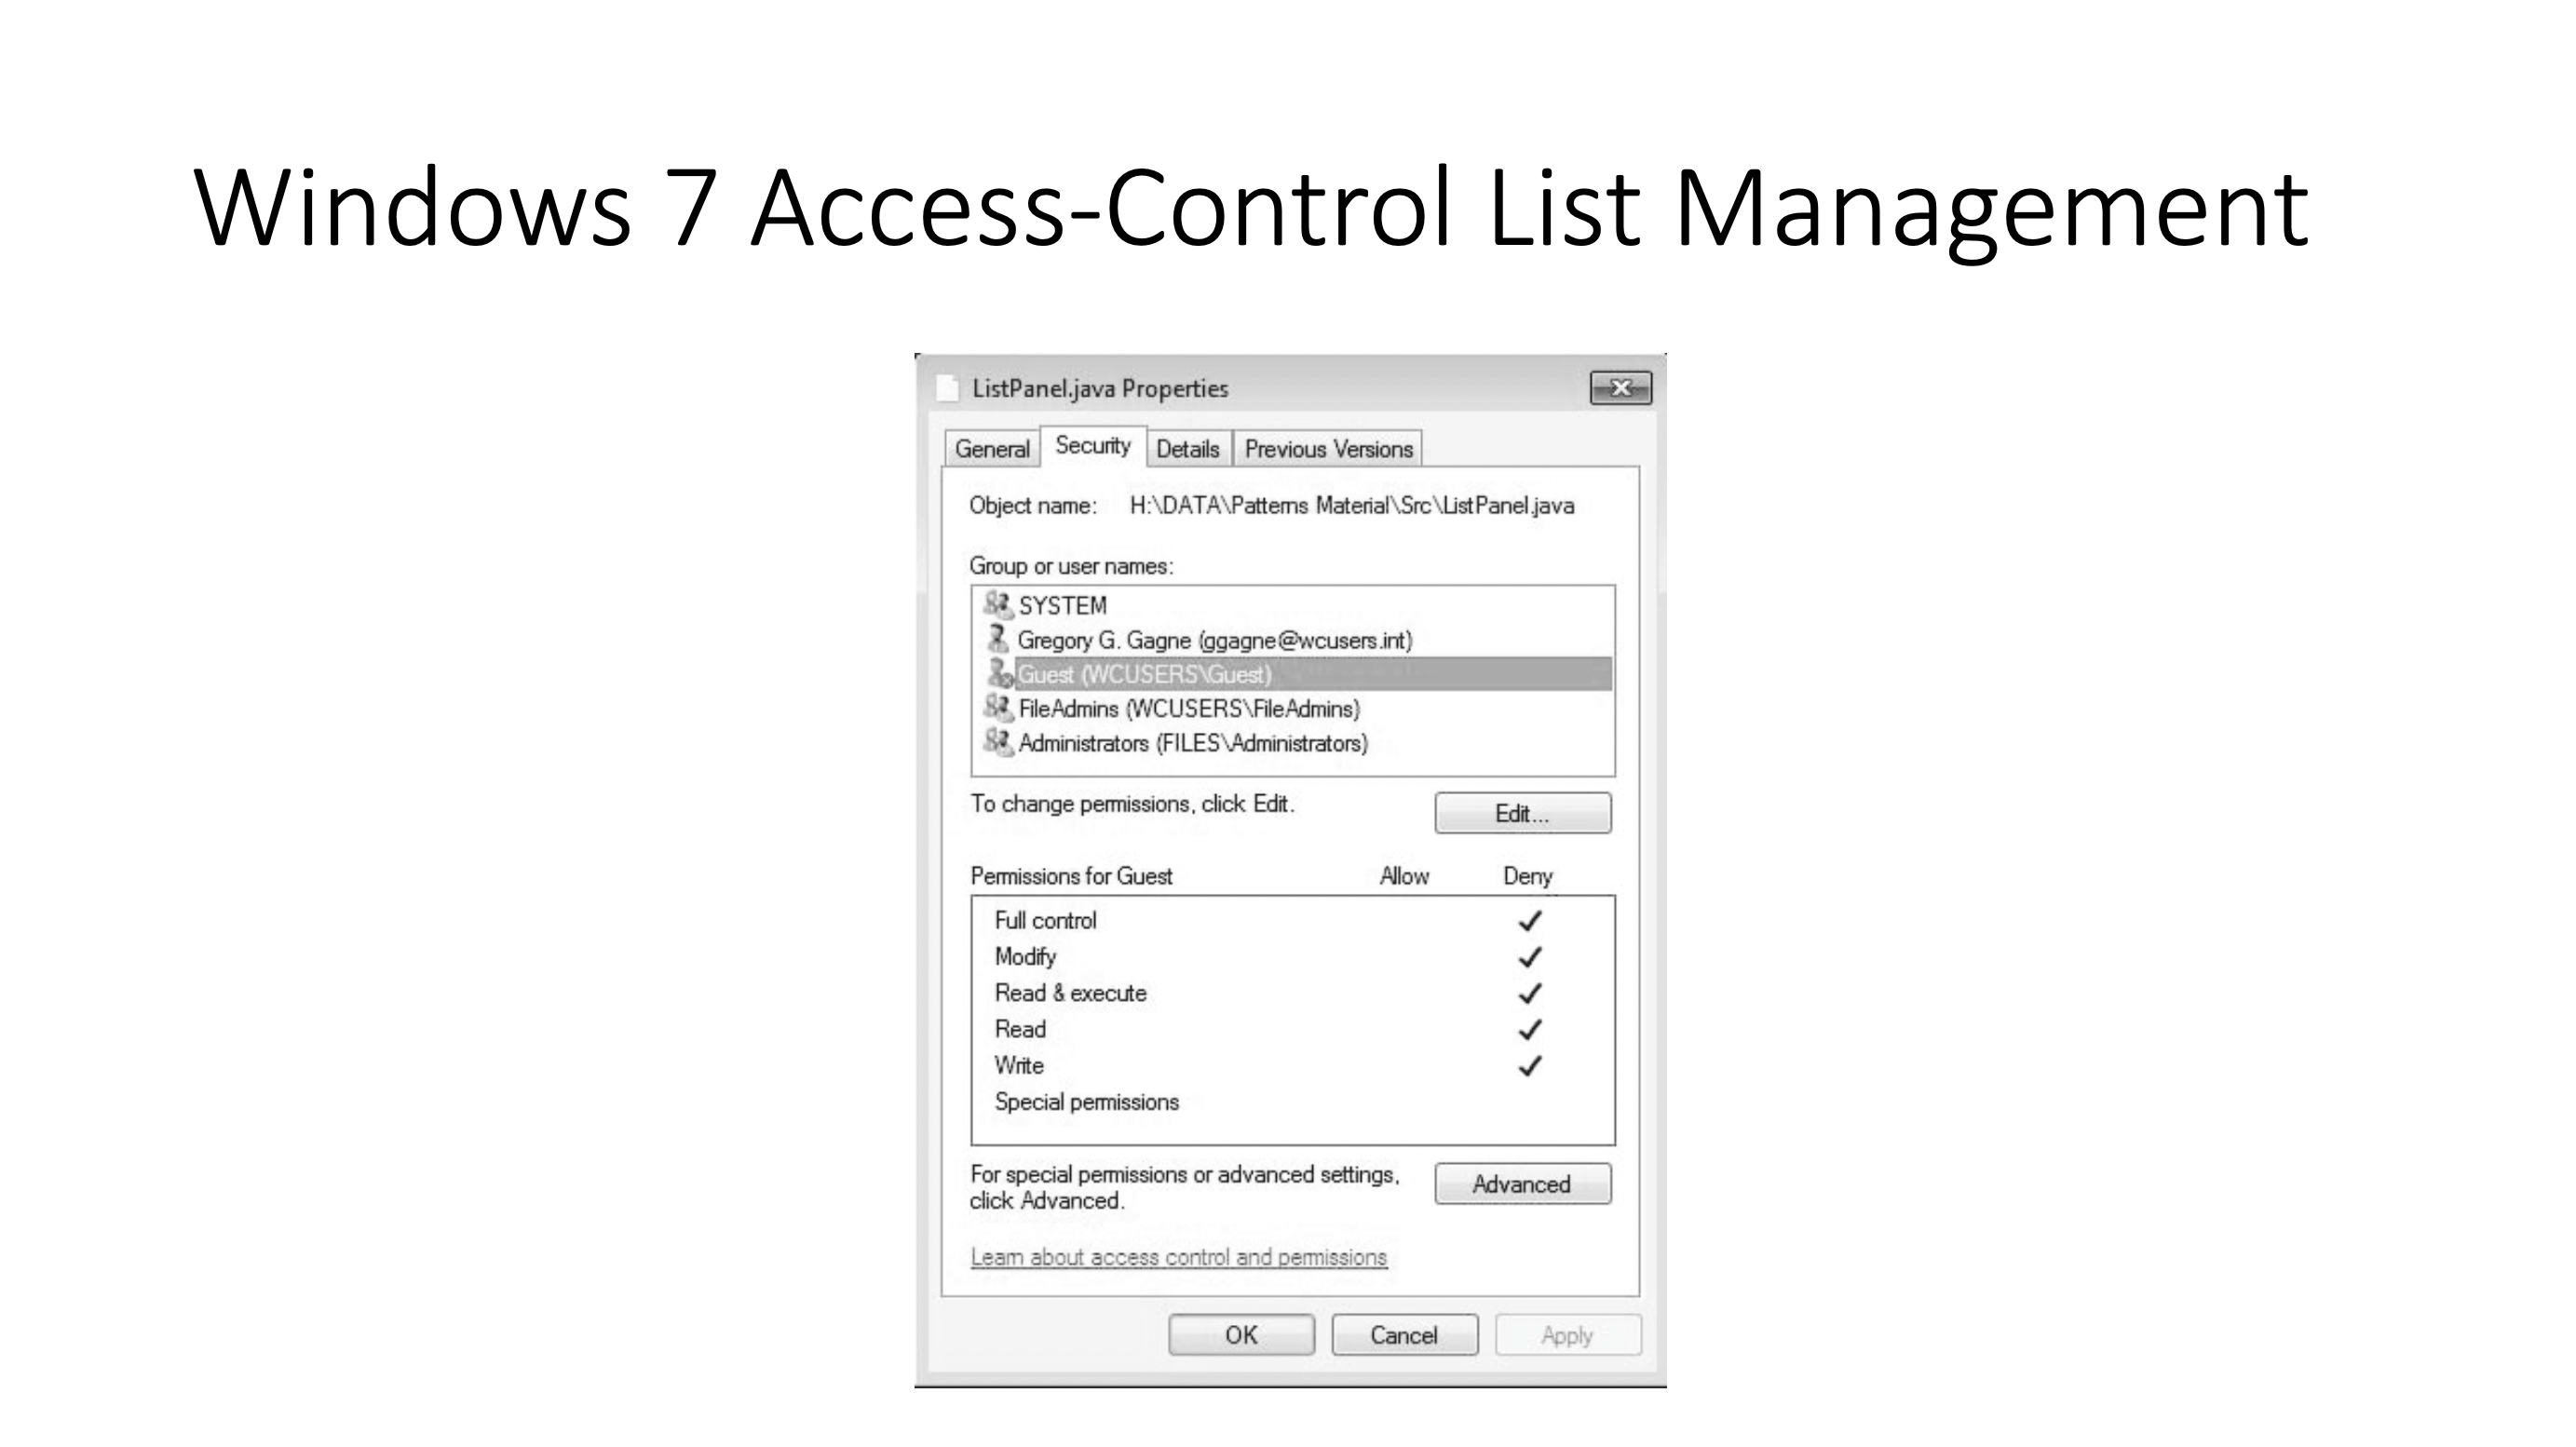 Windows 7 Access-Control List Management
ListPanel.java Properties
General Security Details Previous Versions
Object name: H:\DATA\Patterns Material\Src\ListPanel.java
Group or user names:
SYSTEM
Gregory G. Gagne (ggagne@wcusers.int)
Guest (WCUSERS\Guest)
FileAdmins (WCUSERS\FileAdmins)
Administrators (FILES\Administrators)
To change permissions, click Edit.
Edit...
Permissions for Guest Allow Deny
Full control
Modify
Read & execute
Read
Write
Special permissions
For special permissions or advanced settings,
click Advanced.
Advanced
Learn about access control and permissions
OK Cancel Apply